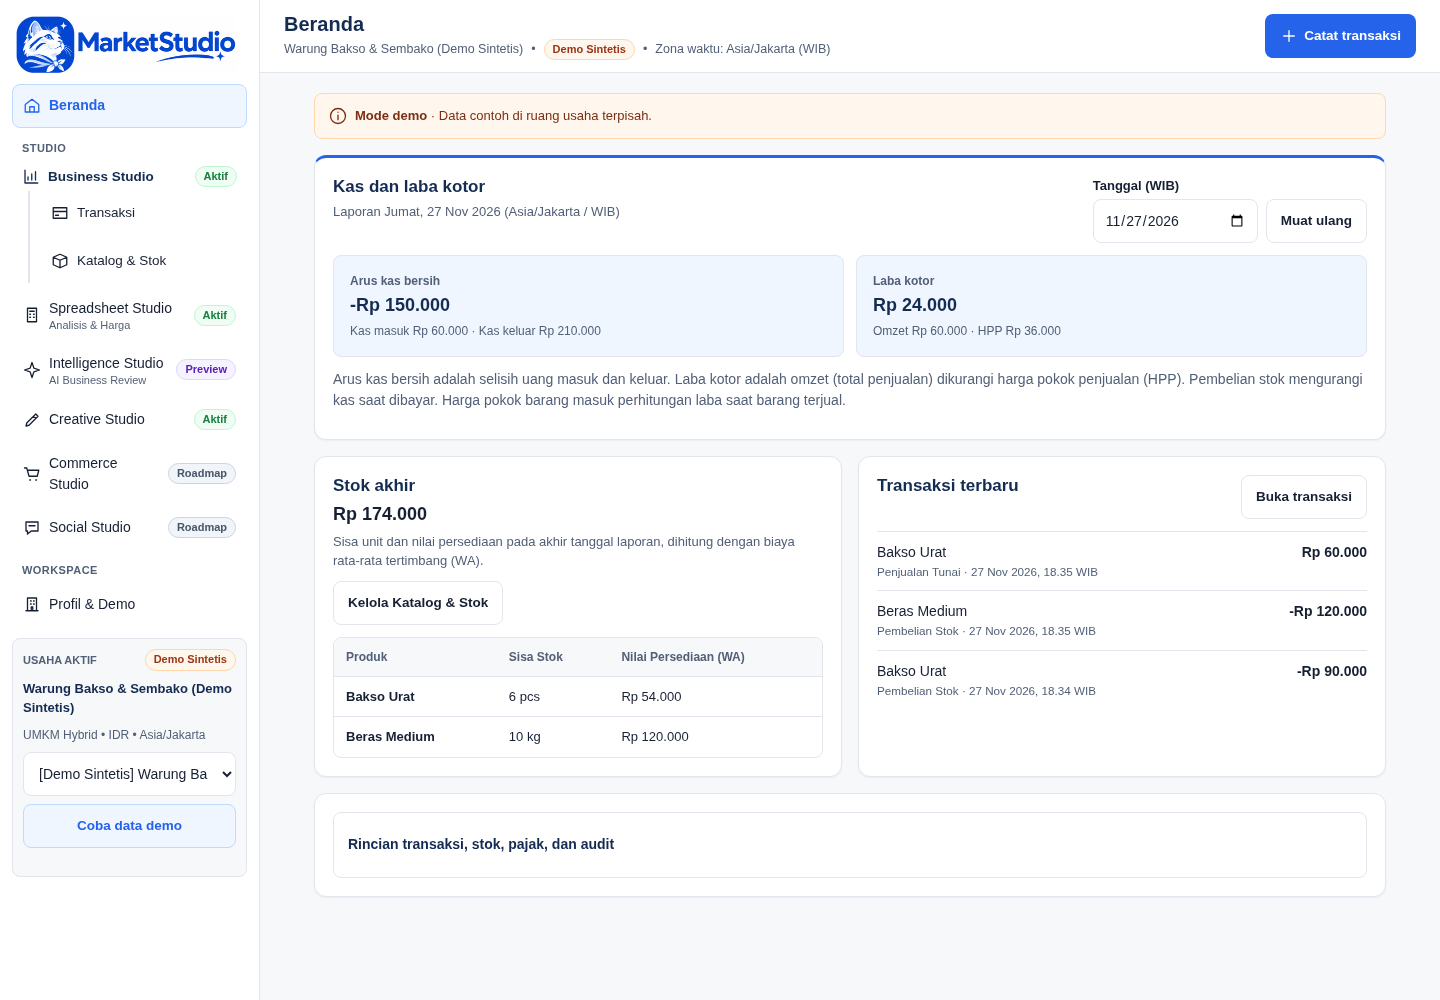 MarketStudio
Beranda
STUDIO
Business Studio
Aktif
Transaksi
Katalog & Stok
Spreadsheet Studio
Analisis & Harga
Aktif
Intelligence Studio
AI Business Review
Preview
Creative Studio
Aktif
Commerce
Studio
Roadmap
Social Studio
Roadmap
WORKSPACE
Profil & Demo
USAHA AKTIF
Demo Sintetis
Warung Bakso & Sembako (Demo
Sintetis)
UMKM Hybrid • IDR • Asia/Jakarta
[Demo Sintetis] Warung Ba
Coba data demo
Beranda
Warung Bakso & Sembako (Demo Sintetis) • Demo Sintetis • Zona waktu: Asia/Jakarta (WIB)
Catat transaksi
Mode demo · Data contoh di ruang usaha terpisah.
Kas dan laba kotor
Laporan Jumat, 27 Nov 2026 (Asia/Jakarta / WIB)
Tanggal (WIB)
11/27/2026
Muat ulang
Arus kas bersih
-Rp 150.000
Kas masuk Rp 60.000 · Kas keluar Rp 210.000
Laba kotor
Rp 24.000
Omzet Rp 60.000 · HPP Rp 36.000
Arus kas bersih adalah selisih uang masuk dan keluar. Laba kotor adalah omzet (total penjualan) dikurangi harga pokok penjualan (HPP). Pembelian stok mengurangi
kas saat dibayar. Harga pokok barang masuk perhitungan laba saat barang terjual.
Stok akhir
Rp 174.000
Sisa unit dan nilai persediaan pada akhir tanggal laporan, dihitung dengan biaya
rata-rata tertimbang (WA).
Kelola Katalog & Stok
Produk Sisa Stok Nilai Persediaan (WA)
Bakso Urat 6 pcs Rp 54.000
Beras Medium 10 kg Rp 120.000
Transaksi terbaru
Buka transaksi
Bakso Urat Rp 60.000
Penjualan Tunai · 27 Nov 2026, 18.35 WIB
Beras Medium -Rp 120.000
Pembelian Stok · 27 Nov 2026, 18.35 WIB
Bakso Urat -Rp 90.000
Pembelian Stok · 27 Nov 2026, 18.34 WIB
Rincian transaksi, stok, pajak, dan audit